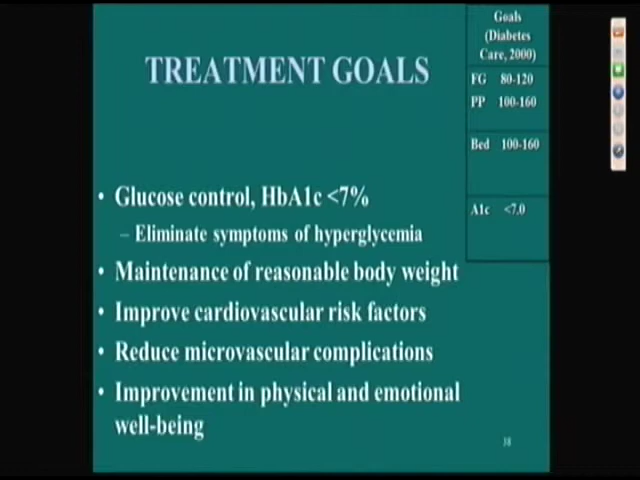 TREATMENT GOALS
Goals
(Diabetes
Care, 2000)
FG 80-120
PP 100-160
Bed 100-160
A1c <7.0
• Glucose control, HbA1c <7%
– Eliminate symptoms of hyperglycemia
• Maintenance of reasonable body weight
• Improve cardiovascular risk factors
• Reduce microvascular complications
• Improvement in physical and emotional
well-being
38